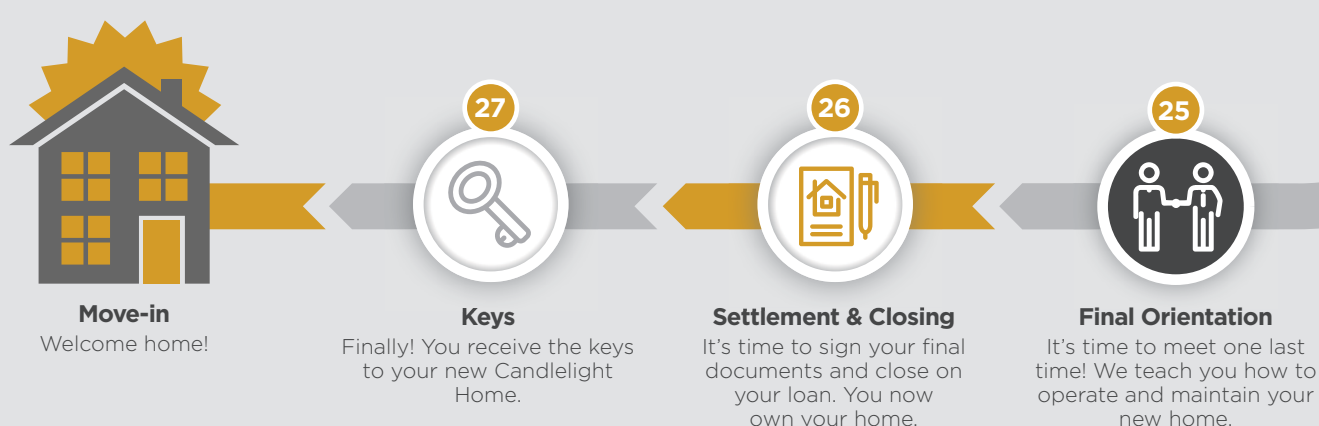 Move-in
Welcome home!
27
Keys
Finally! You receive the keys
to your new Candlelight
Home.
26
Settlement & Closing
It’s time to sign your final
documents and close on
your loan. You now
own your home.
25
Final Orientation
It’s time to meet one last
time! We teach you how to
operate and maintain your
new home.